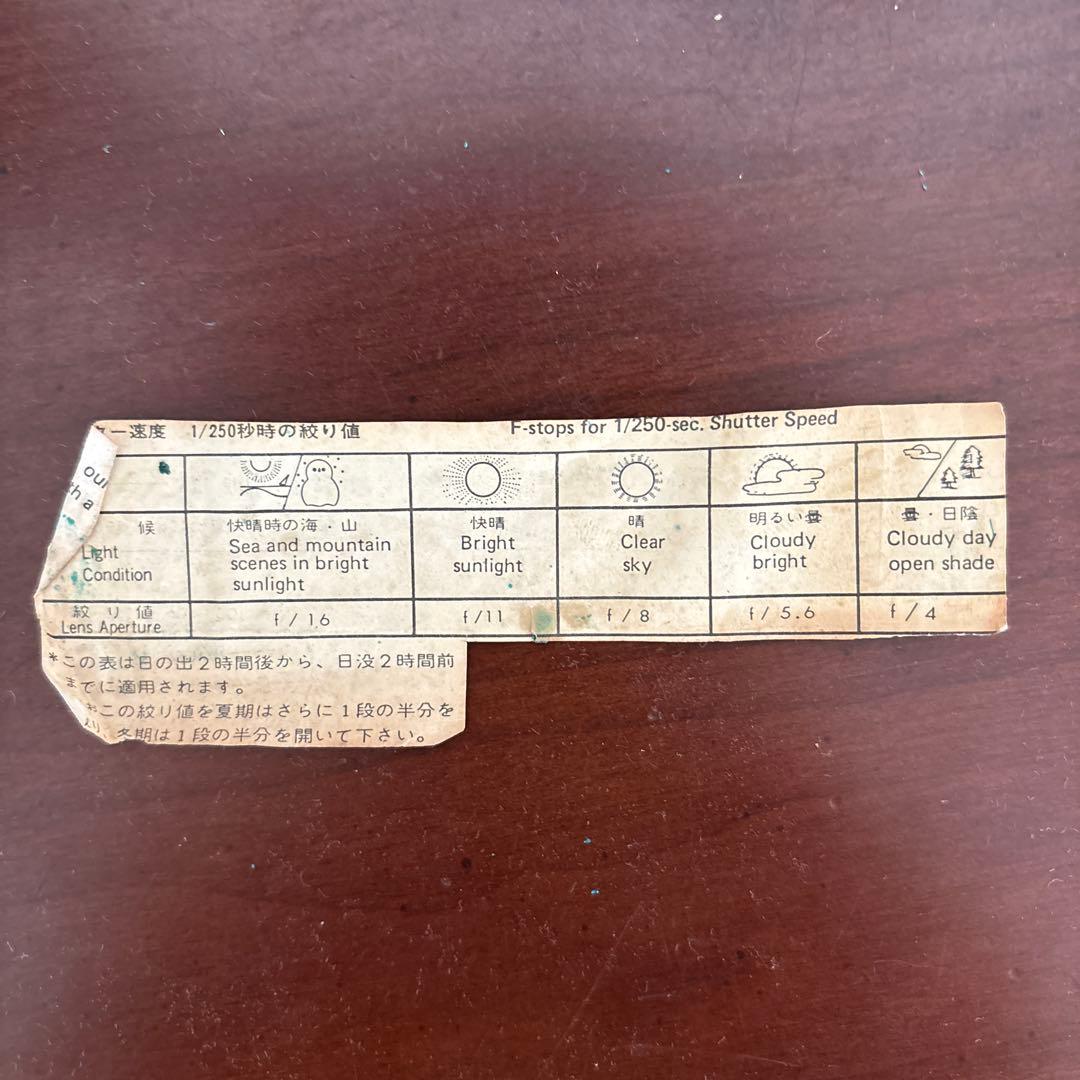 ー速度 1/250秒時の絞り値 F-stops for 1/250-sec. Shutter Speed
候 快晴時の海・山 快晴 晴 明るい曇 曇・日陰
Light Condition
Sea and mountain scenes in bright sunlight
Bright sunlight
Clear sky
Cloudy bright
Cloudy day open shade
絞り値
Lens Aperture f/16 f/11 f/8 f/5.6 f/4
*この表は日の出2時間後から、日没2時間前
までに適用されます。
この絞り値を夏期はさらに1段の半分を
冬期は1段の半分を開いて下さい。